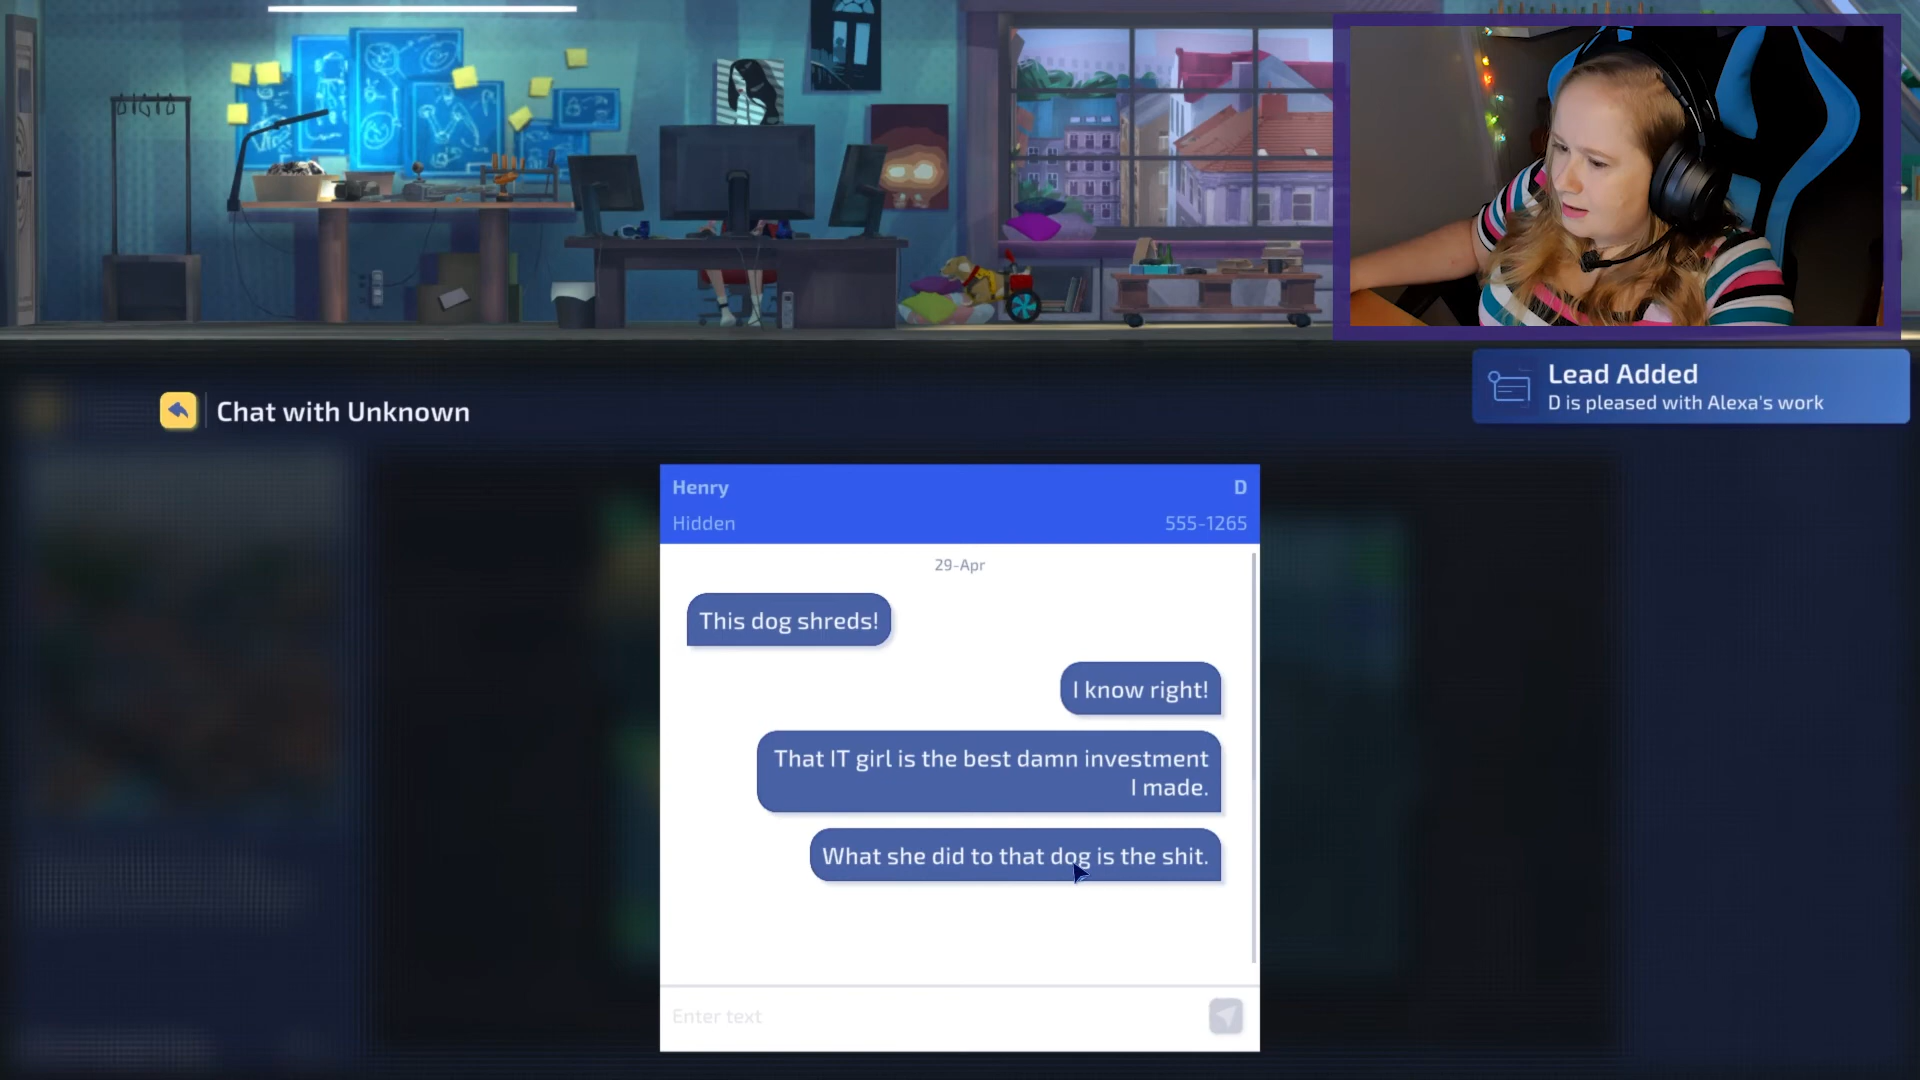 Chat with Unknown
Lead Added
D is pleased with Alexa's work
Henry
D
Hidden
555-1265
29-Apr
This dog shreds!
I know right!
That IT girl is the best damn investment
I made.
What she did to that dog is the shit.
Enter text